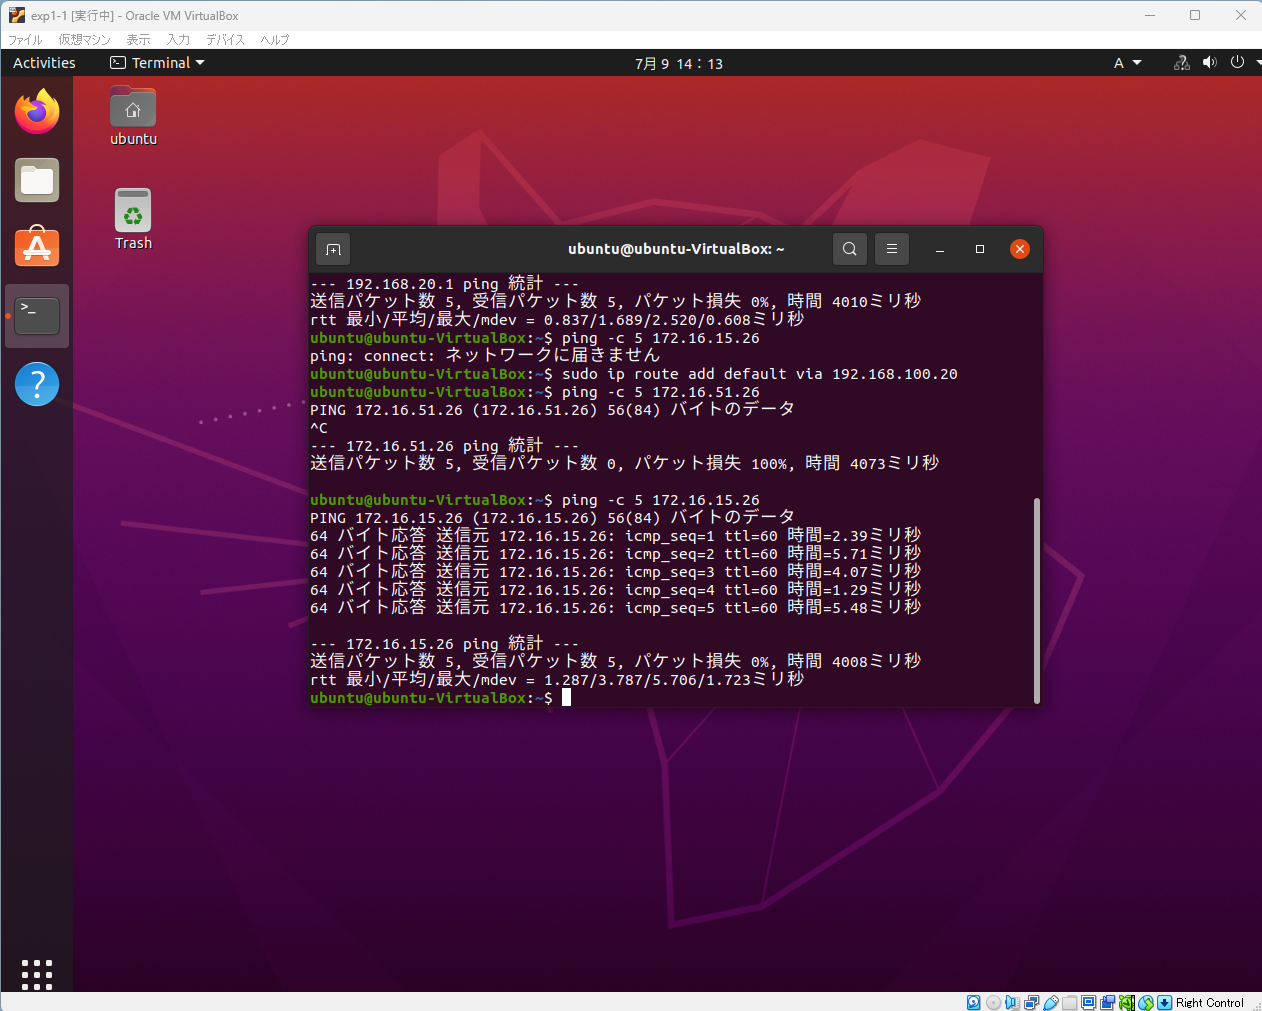 exp1-1 [実行中] - Oracle VM VirtualBox
ファイル 仮想マシン 表示 入力 デバイス ヘルプ
Activities Terminal 7月 9 14：13 A
ubuntu
Trash
ubuntu@ubuntu-VirtualBox: ~
--- 192.168.20.1 ping 統計 ---
送信パケット数 5, 受信パケット数 5, パケット損失 0%, 時間 4010ミリ秒
rtt 最小/平均/最大/mdev = 0.837/1.689/2.520/0.608ミリ秒
ubuntu@ubuntu-VirtualBox:~$ ping -c 5 172.16.15.26
ping: connect: ネットワークに届きません
ubuntu@ubuntu-VirtualBox:~$ sudo ip route add default via 192.168.100.20
ubuntu@ubuntu-VirtualBox:~$ ping -c 5 172.16.51.26
PING 172.16.51.26 (172.16.51.26) 56(84) バイトのデータ
^C
--- 172.16.51.26 ping 統計 ---
送信パケット数 5, 受信パケット数 0, パケット損失 100%, 時間 4073ミリ秒
ubuntu@ubuntu-VirtualBox:~$ ping -c 5 172.16.15.26
PING 172.16.15.26 (172.16.15.26) 56(84) バイトのデータ
64 バイト応答 送信元 172.16.15.26: icmp_seq=1 ttl=60 時間=2.39ミリ秒
64 バイト応答 送信元 172.16.15.26: icmp_seq=2 ttl=60 時間=5.71ミリ秒
64 バイト応答 送信元 172.16.15.26: icmp_seq=3 ttl=60 時間=4.07ミリ秒
64 バイト応答 送信元 172.16.15.26: icmp_seq=4 ttl=60 時間=1.29ミリ秒
64 バイト応答 送信元 172.16.15.26: icmp_seq=5 ttl=60 時間=5.48ミリ秒
--- 172.16.15.26 ping 統計 ---
送信パケット数 5, 受信パケット数 5, パケット損失 0%, 時間 4008ミリ秒
rtt 最小/平均/最大/mdev = 1.287/3.787/5.706/1.723ミリ秒
ubuntu@ubuntu-VirtualBox:~$
Right Control